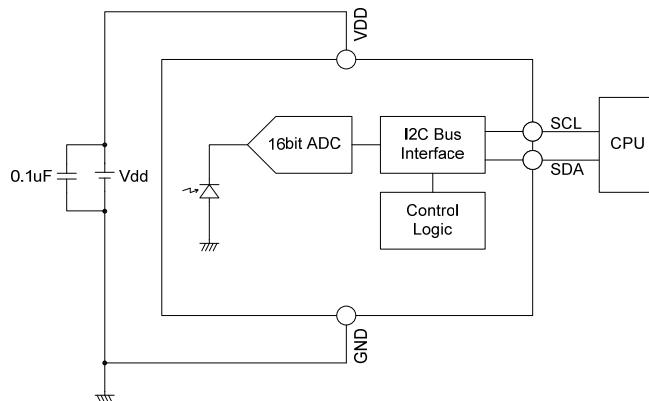 VDD
16bit ADC
I2C Bus
Interface
SCL
SDA
CPU
0.1uF
Vdd
Control
Logic
GND